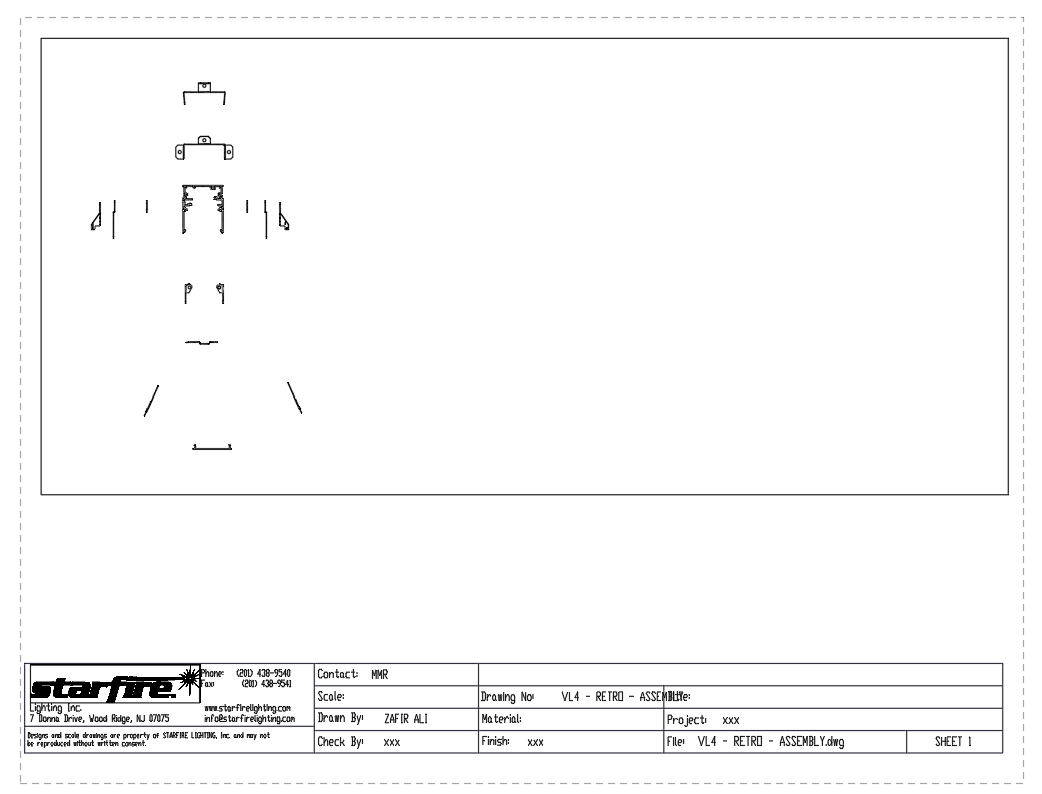 starfire.
Lighting Inc.
7 Donna Drive, Wood Ridge, NJ 07075
Phone: (201) 438-9540
Fax: (201) 438-9541
www.starfirelighting.com
info@starfirelighting.com
Designs and scale drawings are property of STARFIRE LIGHTING, Inc. and may not
be reproduced without written consent.
Contact: MMR
Scale:
Drawn By: ZAFIR ALI
Check By: xxx
Drawing No: VL4 - RETRO - ASSEMBLY
Material:
Finish: xxx
Project: xxx
File: VL4 - RETRO - ASSEMBLY.dwg
SHEET 1